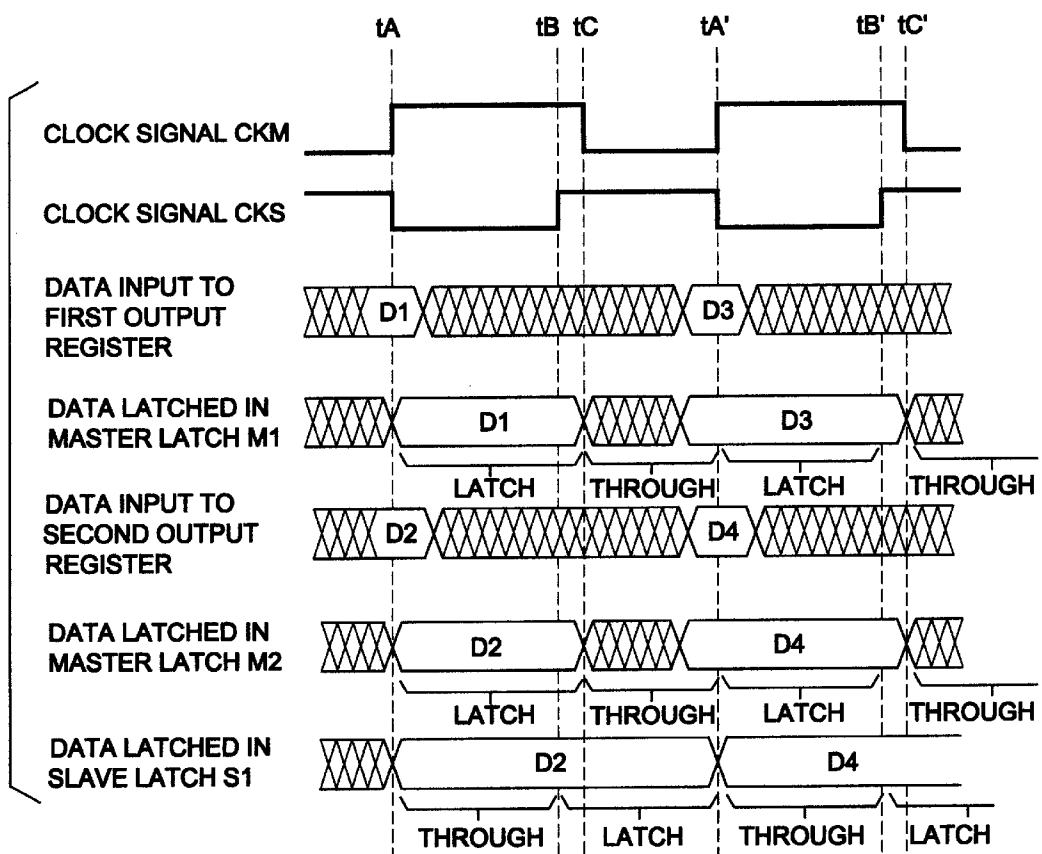 tA tB tC tA' tB' tC'
CLOCK SIGNAL CKM
CLOCK SIGNAL CKS
DATA INPUT TO
FIRST OUTPUT
REGISTER
D1 D3
DATA LATCHED IN
MASTER LATCH M1
D1 D3
LATCH THROUGH LATCH THROUGH
DATA INPUT TO
SECOND OUTPUT
REGISTER
D2 D4
DATA LATCHED IN
MASTER LATCH M2
D2 D4
LATCH THROUGH LATCH THROUGH
DATA LATCHED IN
SLAVE LATCH S1
D2 D4
THROUGH LATCH THROUGH LATCH